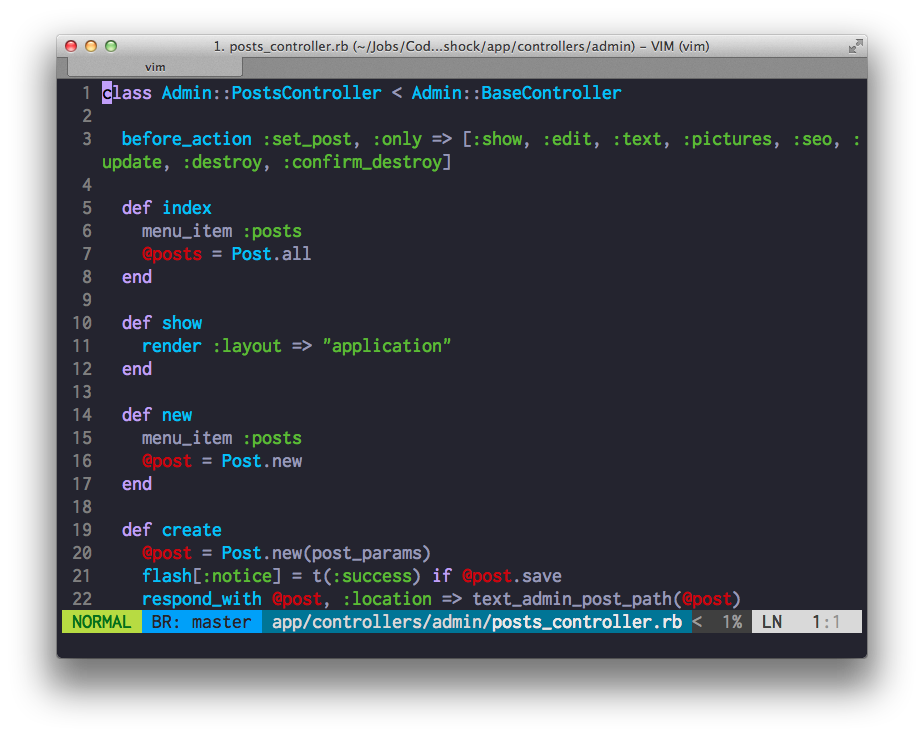 1. posts_controller.rb (~/Jobs/Cod...shock/app/controllers/admin) – VIM (vim)
vim
1 class Admin::PostsController < Admin::BaseController
2
3   before_action :set_post, :only => [:show, :edit, :text, :pictures, :seo, :
update, :destroy, :confirm_destroy]
4
5   def index
6     menu_item :posts
7     @posts = Post.all
8   end
9
10   def show
11     render :layout => "application"
12   end
13
14   def new
15     menu_item :posts
16     @post = Post.new
17   end
18
19   def create
20     @post = Post.new(post_params)
21     flash[:notice] = t(:success) if @post.save
22     respond_with @post, :location => text_admin_post_path(@post)
NORMAL BR: master app/controllers/admin/posts_controller.rb < 1% LN 1:1